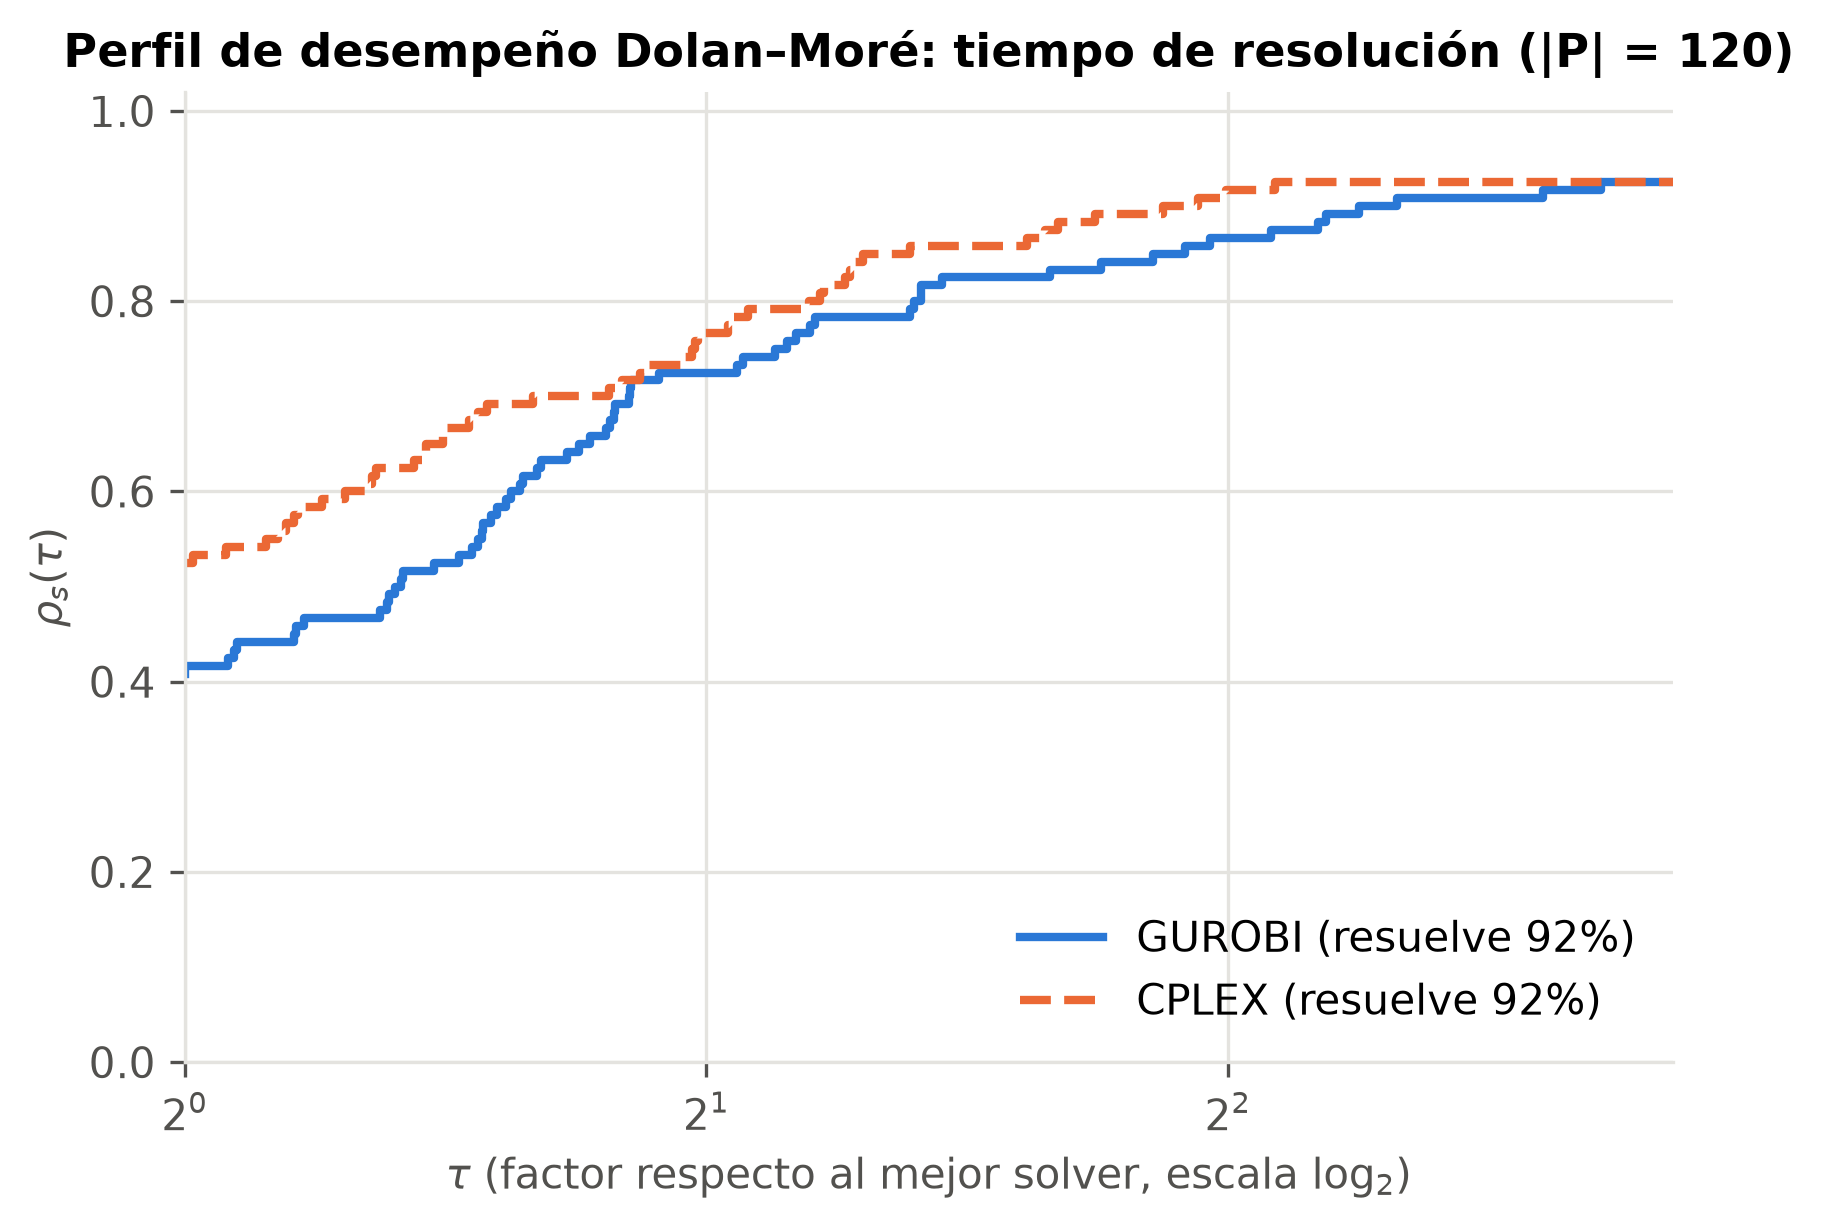 Perfil de desempeño Dolan–Moré: tiempo de resolución (|P| = 120)
1.0
0.8
0.6
0.4
0.2
0.0
ρₛ(τ)
GUROBI (resuelve 92%)
CPLEX (resuelve 92%)
2⁰ 2¹ 2²
τ (factor respecto al mejor solver, escala log₂)